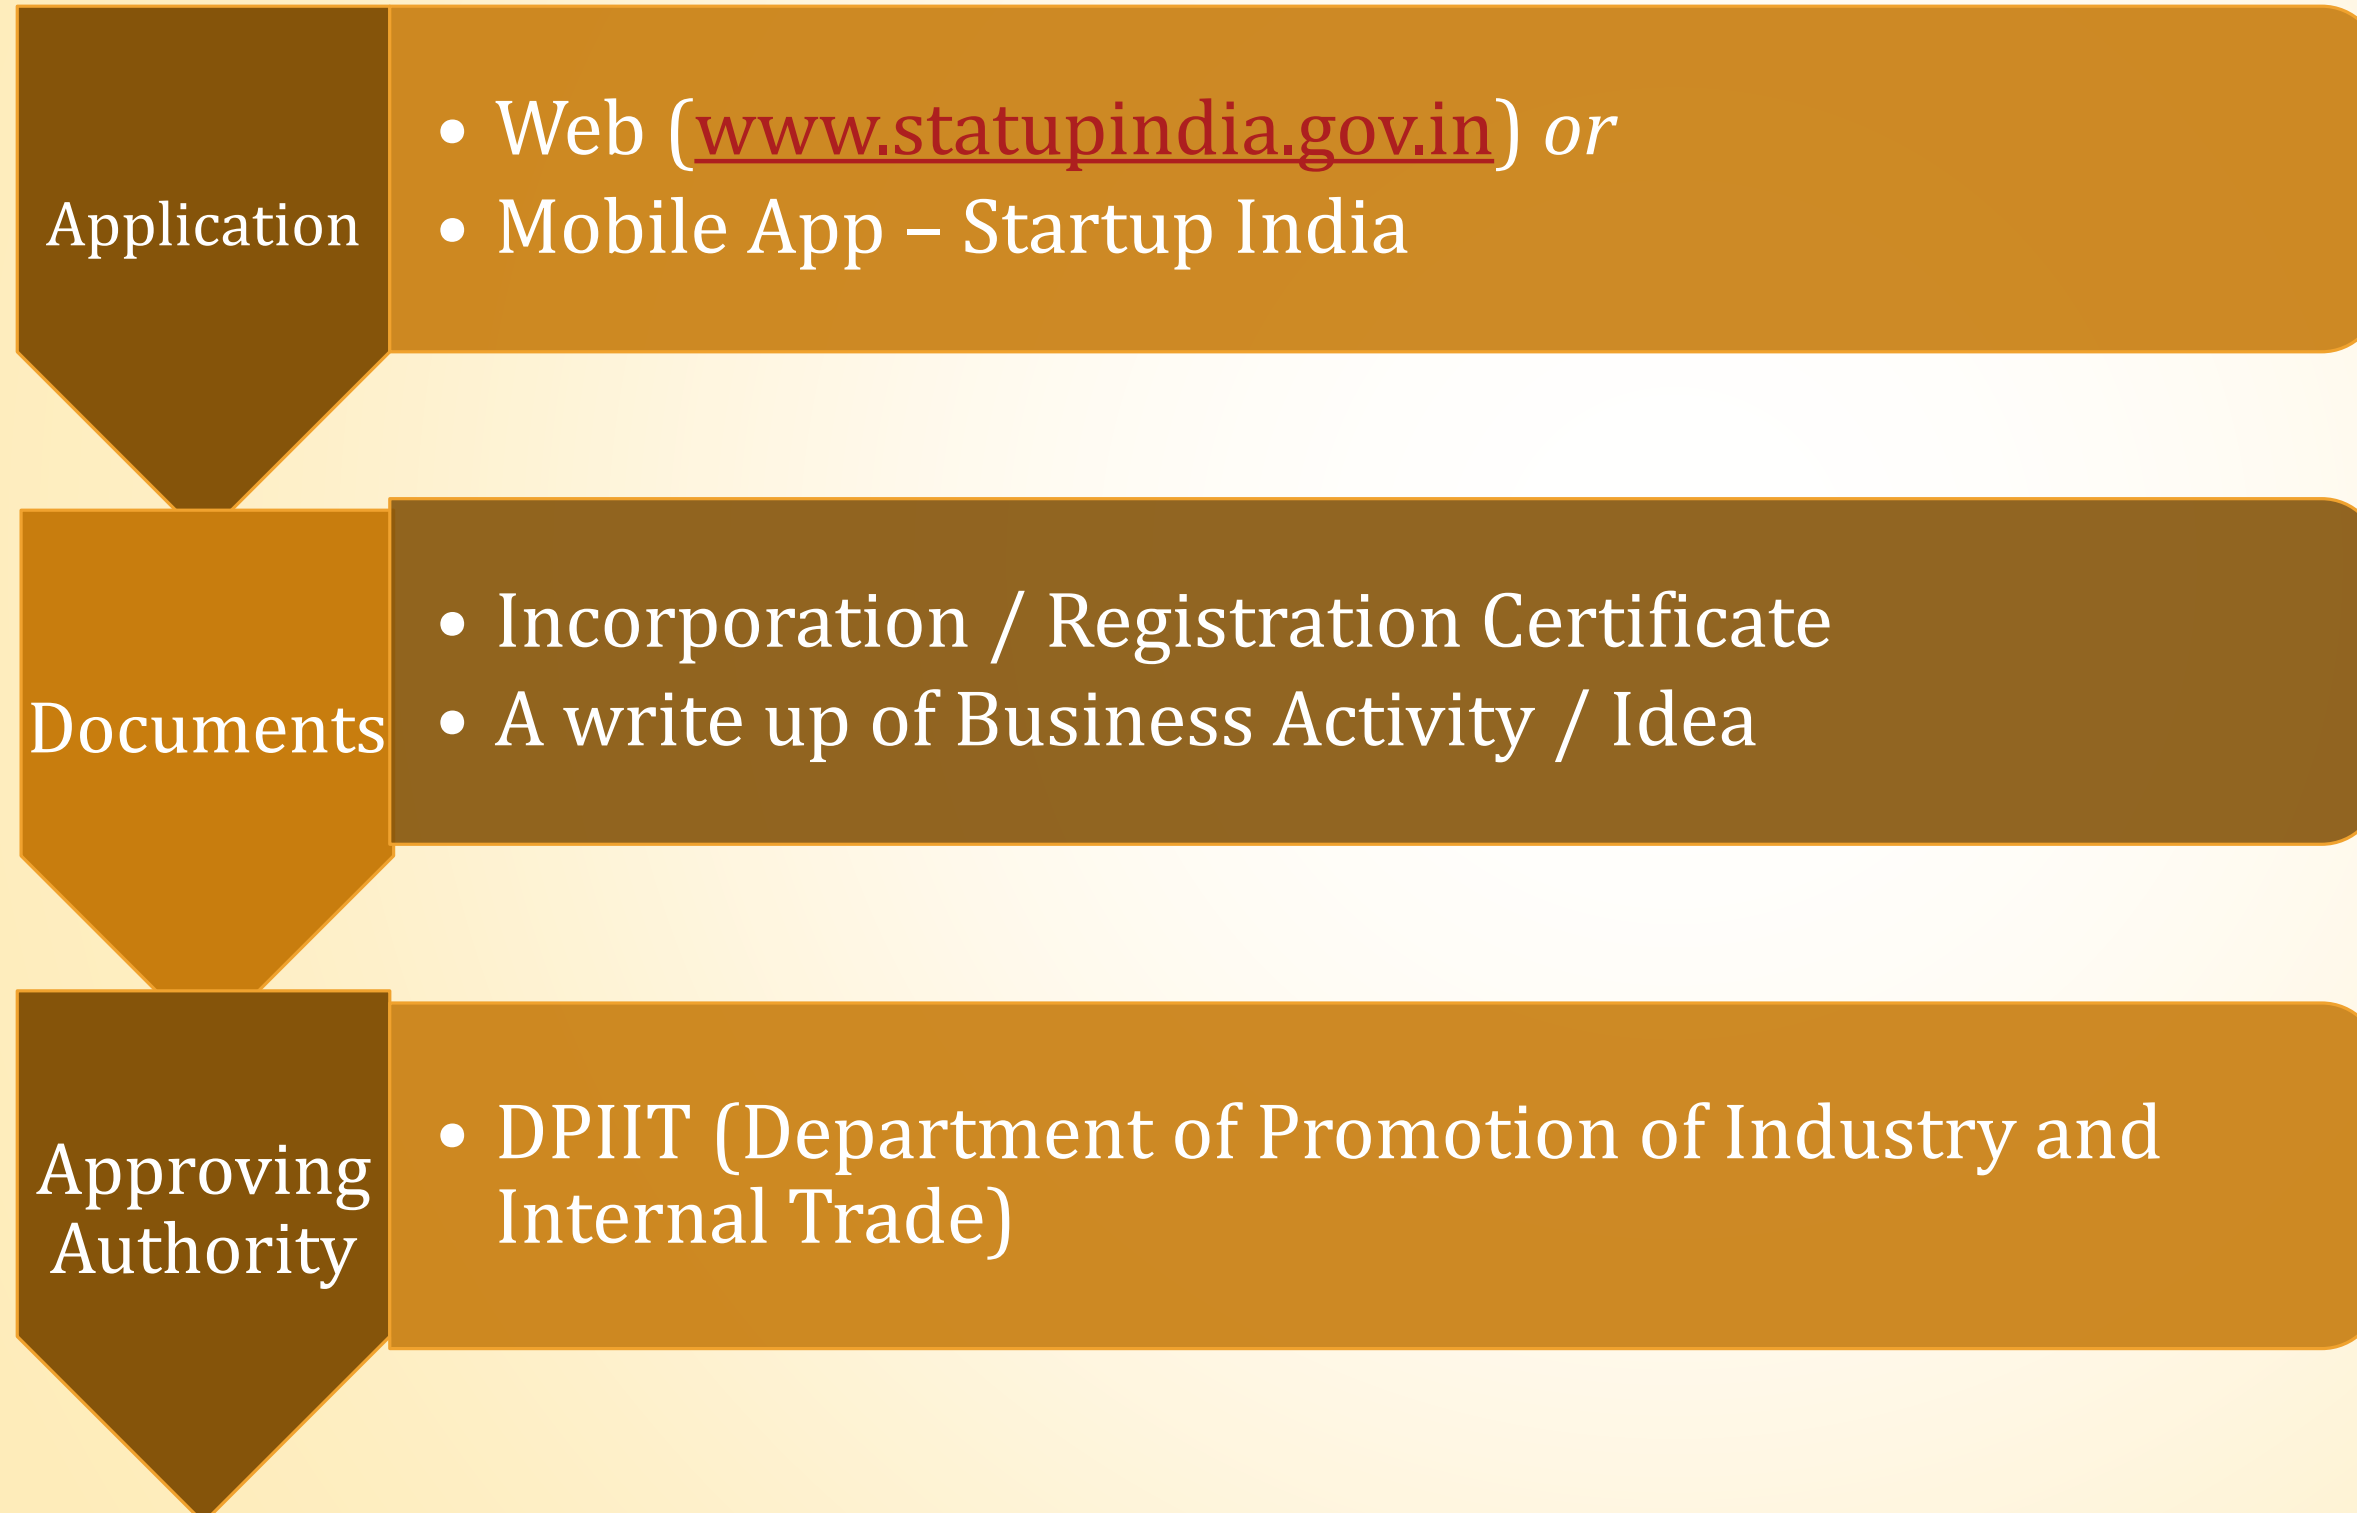 Application
• Web (www.statupindia.gov.in) or
• Mobile App – Startup India
Documents
• Incorporation / Registration Certificate
• A write up of Business Activity / Idea
Approving
Authority
• DPIIT (Department of Promotion of Industry and
Internal Trade)